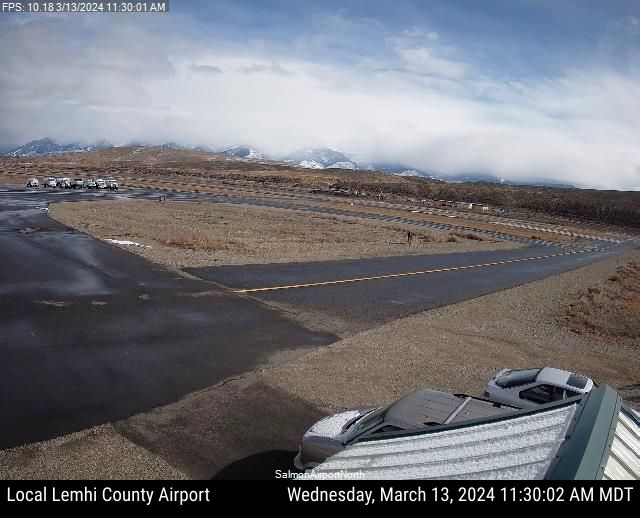 FPS: 10.18 3/13/2024 11:30:01 AM
SalmonAirportNorth
Local Lemhi County Airport Wednesday, March 13, 2024 11:30:02 AM MDT